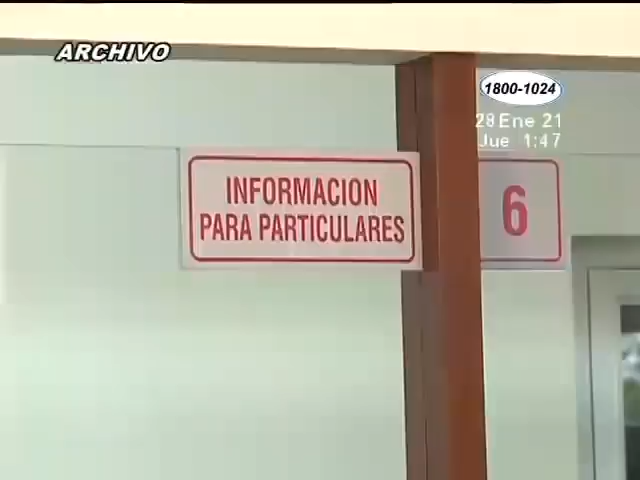 ARCHIVO
1800-1024
28 Ene 21
Jue 1:47
INFORMACION
PARA PARTICULARES
6